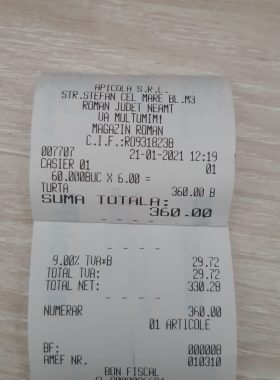 APICOLA S.R.L.
STR.STEFAN CEL MARE BL.M3
ROMAN JUDET NEAMT
VA MULTUMIM!
MAGAZIN ROMAN
C.I.F.:RO9318238
007707 21-01-2021 12:19
CASIER 01 01
60.000BUC X 6.00 =
TURTA 360.00 B
SUMA TOTALA:
360.00
- - - -
9.00% TVA*B 29.72
TOTAL TVA: 29.72
TOTAL NET: 330.28
- - - -
NUMERAR 360.00
01 ARTICOLE
- - - -
BF: 000008
AMEF NR. 010310
BON FISCAL